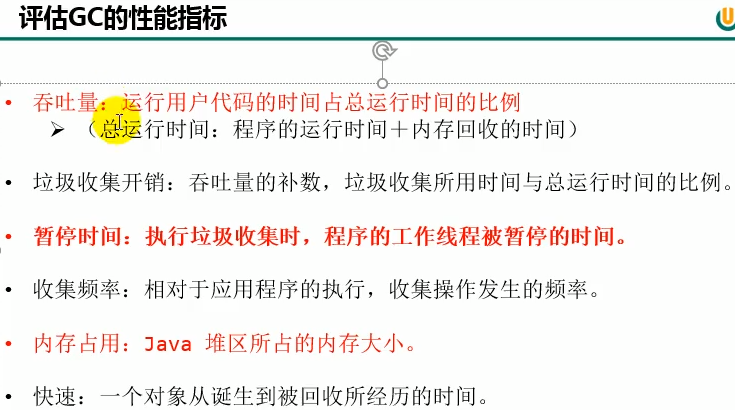 评估GC的性能指标
• 吞吐量：运行用户代码的时间占总运行时间的比例
➢ （总运行时间：程序的运行时间＋内存回收的时间）
• 垃圾收集开销：吞吐量的补数，垃圾收集所用时间与总运行时间的比例。
• 暂停时间：执行垃圾收集时，程序的工作线程被暂停的时间。
• 收集频率：相对于应用程序的执行，收集操作发生的频率。
• 内存占用：Java 堆区所占的内存大小。
• 快速：一个对象从诞生到被回收所经历的时间。